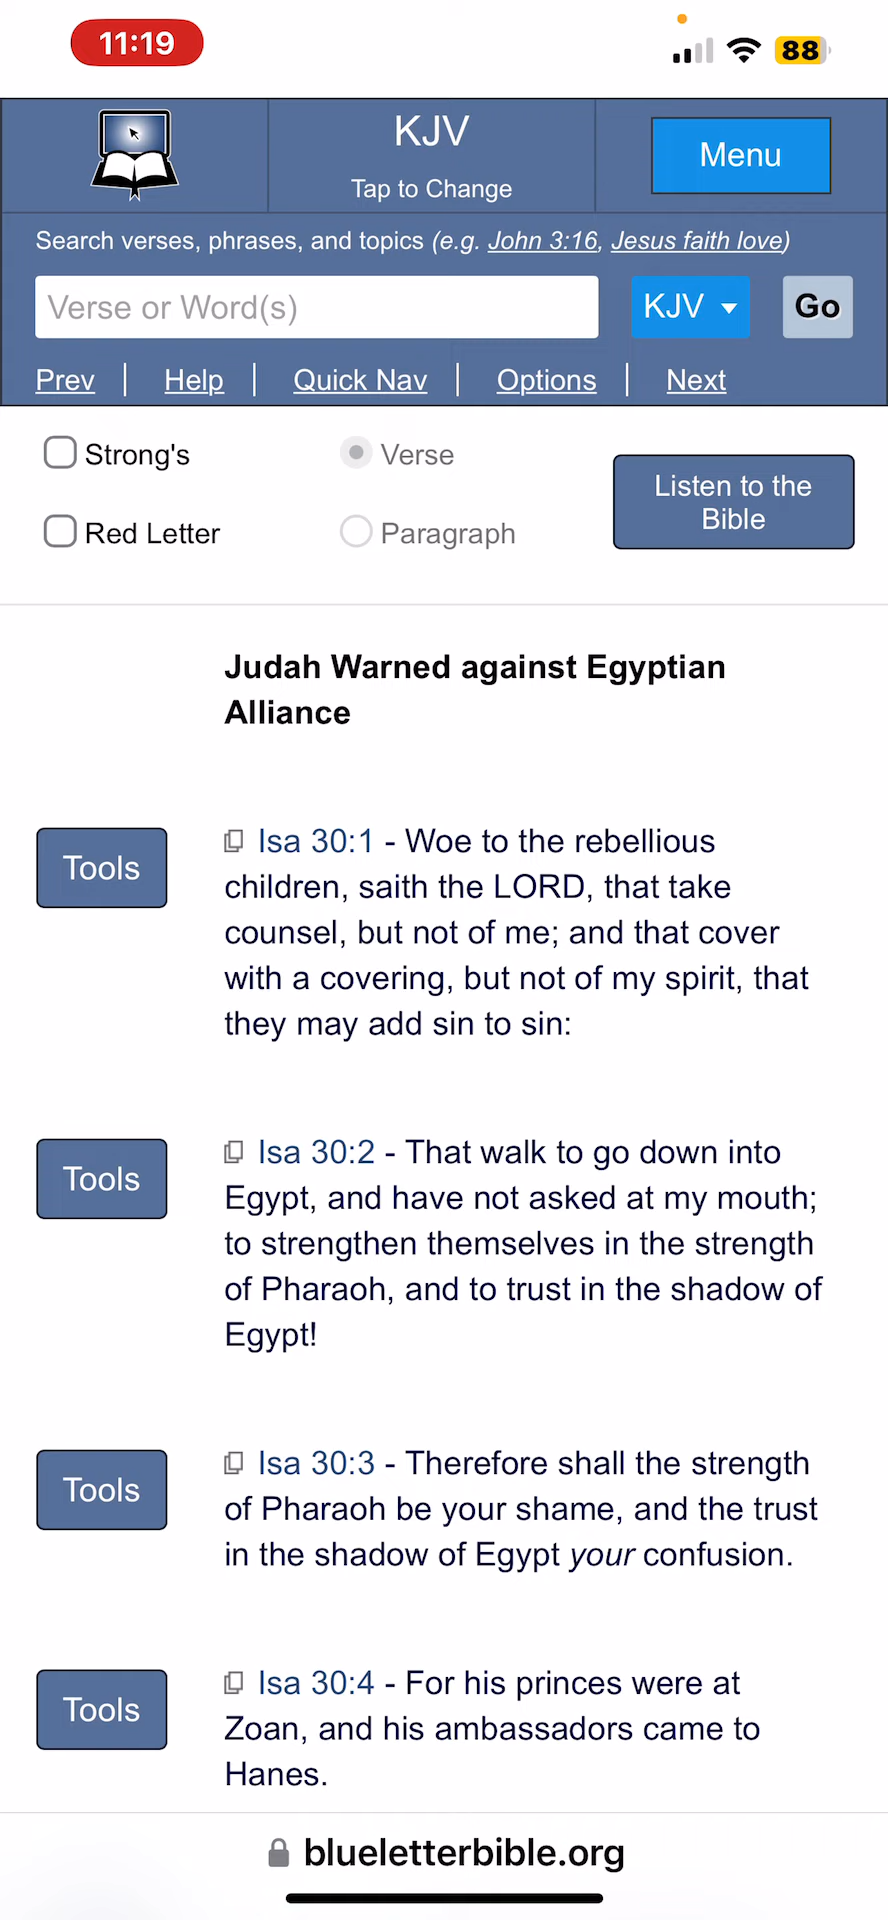 11:19
88
KJV
Tap to Change
Menu
Search verses, phrases, and topics (e.g. John 3:16, Jesus faith love)
Verse or Word(s)
KJV
Go
Prev | Help | Quick Nav | Options | Next
Strong's
Verse
Listen to the
Bible
Red Letter
Paragraph
Judah Warned against Egyptian
Alliance
Tools
Isa 30:1 - Woe to the rebellious
children, saith the LORD, that take
counsel, but not of me; and that cover
with a covering, but not of my spirit, that
they may add sin to sin:
Tools
Isa 30:2 - That walk to go down into
Egypt, and have not asked at my mouth;
to strengthen themselves in the strength
of Pharaoh, and to trust in the shadow of
Egypt!
Tools
Isa 30:3 - Therefore shall the strength
of Pharaoh be your shame, and the trust
in the shadow of Egypt your confusion.
Tools
Isa 30:4 - For his princes were at
Zoan, and his ambassadors came to
Hanes.
blueletterbible.org